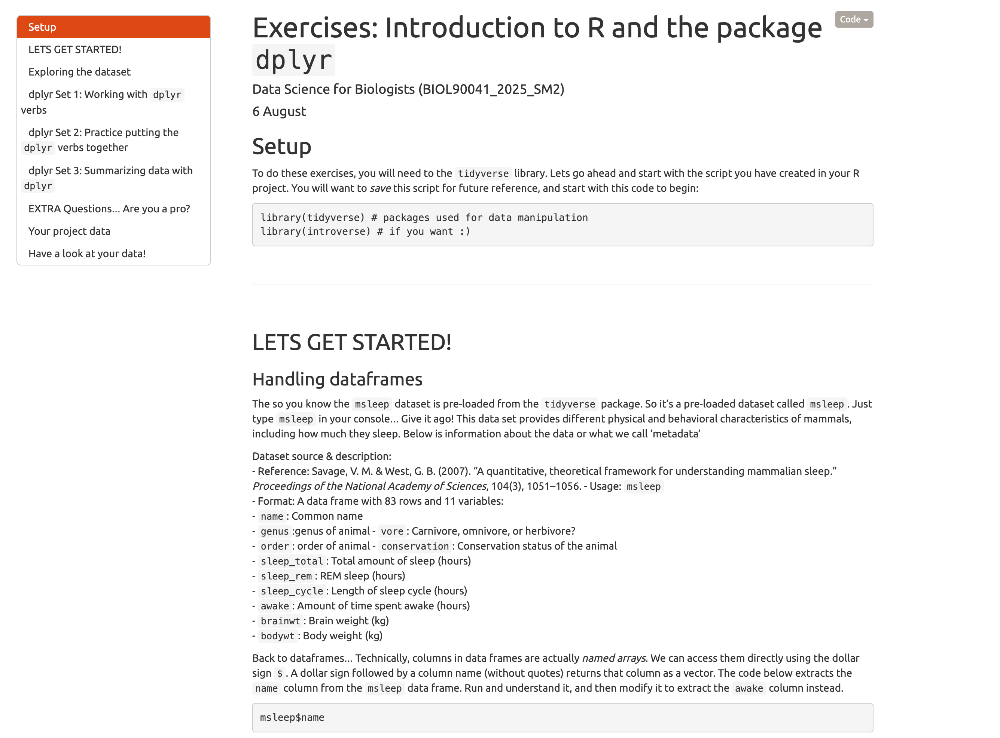 Setup
LETS GET STARTED!
Exploring the dataset
dplyr Set 1: Working with dplyr
verbs
dplyr Set 2: Practice putting the
dplyr verbs together
dplyr Set 3: Summarizing data with
dplyr
EXTRA Questions... Are you a pro?
Your project data
Have a look at your data!
Code
Exercises: Introduction to R and the package
dplyr
Data Science for Biologists (BIOL90041_2025_SM2)
6 August
Setup
To do these exercises, you will need to the tidyverse library. Lets go ahead and start with the script you have created in your R
project. You will want to save this script for future reference, and start with this code to begin:
library(tidyverse) # packages used for data manipulation
library(introverse) # if you want :)
LETS GET STARTED!
Handling dataframes
The so you know the msleep dataset is pre-loaded from the tidyverse package. So it’s a pre-loaded dataset called msleep. Just
type msleep in your console… Give it ago! This data set provides different physical and behavioral characteristics of mammals,
including how much they sleep. Below is information about the data or what we call ‘metadata’
Dataset source & description:
- Reference: Savage, V. M. & West, G. B. (2007). “A quantitative, theoretical framework for understanding mammalian sleep.”
Proceedings of the National Academy of Sciences, 104(3), 1051–1056. - Usage: msleep
- Format: A data frame with 83 rows and 11 variables:
- name: Common name
- genus:genus of animal - vore: Carnivore, omnivore, or herbivore?
- order: order of animal - conservation: Conservation status of the animal
- sleep_total: Total amount of sleep (hours)
- sleep_rem: REM sleep (hours)
- sleep_cycle: Length of sleep cycle (hours)
- awake: Amount of time spent awake (hours)
- brainwt: Brain weight (kg)
- bodywt: Body weight (kg)
Back to dataframes… Technically, columns in data frames are actually named arrays. We can access them directly using the dollar
sign $. A dollar sign followed by a column name (without quotes) returns that column as a vector. The code below extracts the
name column from the msleep data frame. Run and understand it, and then modify it to extract the awake column instead.
msleep$name